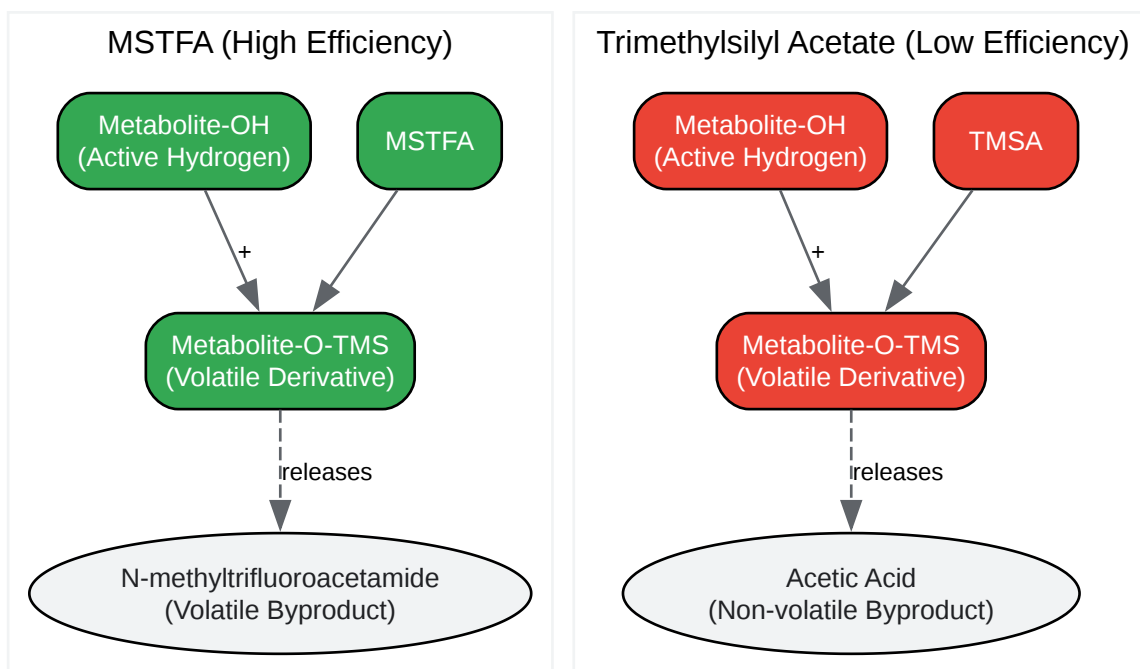 MSTFA (High Efficiency)
Metabolite-OH
(Active Hydrogen)
MSTFA
+
Metabolite-O-TMS
(Volatile Derivative)
releases
N-methyltrifluoroacetamide
(Volatile Byproduct)
Trimethylsilyl Acetate (Low Efficiency)
Metabolite-OH
(Active Hydrogen)
TMSA
+
Metabolite-O-TMS
(Volatile Derivative)
releases
Acetic Acid
(Non-volatile Byproduct)